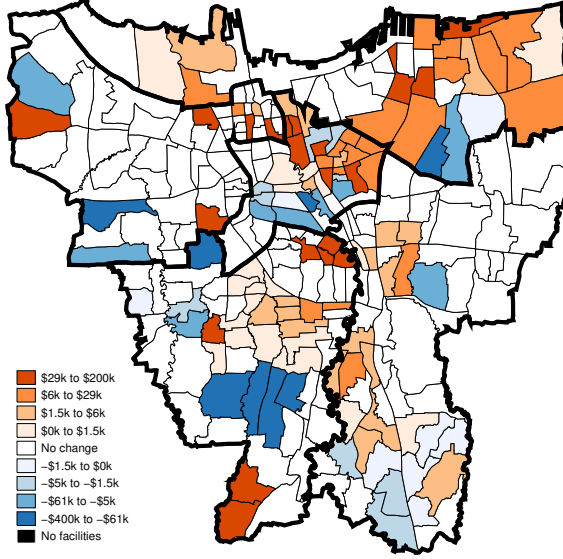 $29k to $200k
$6k to $29k
$1.5k to $6k
$0k to $1.5k
No change
−$1.5k to $0k
−$5k to −$1.5k
−$61k to −$5k
−$400k to −$61k
No facilities